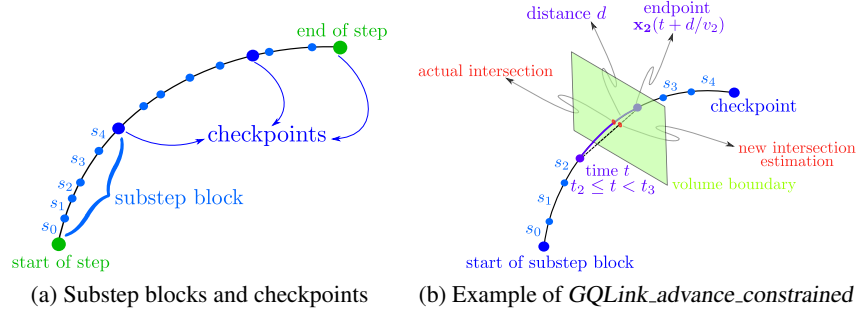 end of step
s₄
checkpoints
s₃
s₂
s₁
substep block
s₀
start of step
(a) Substep blocks and checkpoints
distance d
endpoint
x₂(t + d/v₂)
actual intersection
s₃
s₄
checkpoint
new intersection
estimation
s₂
time t
t₂ ≤ t < t₃
volume boundary
s₁
s₀
start of substep block
(b) Example of GQLink_advance_constrained